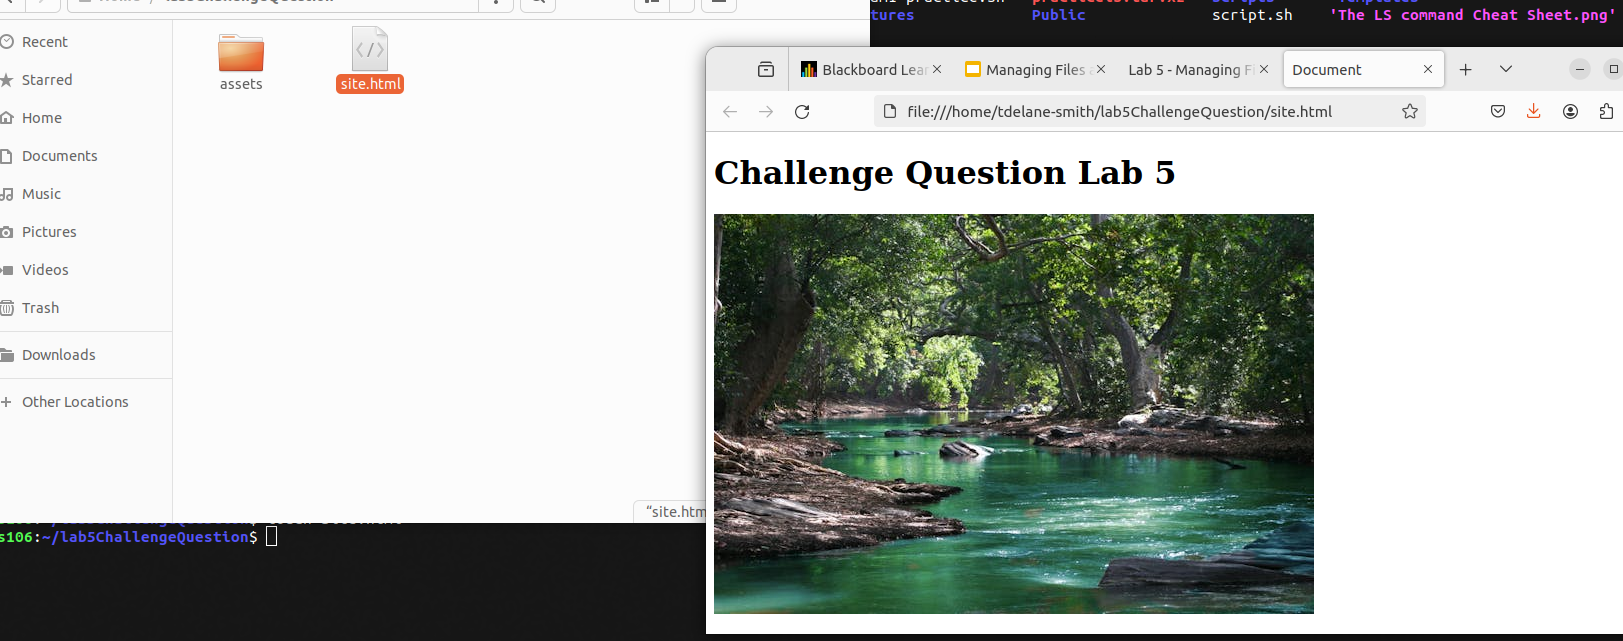 Recent
Starred
Home
Documents
Music
Pictures
Videos
Trash
Downloads
Other Locations
assets
site.html
“site.htm
s106:~/lab5ChallengeQuestion$
tures Public script.sh 'The LS command Cheat Sheet.png'
Blackboard Lear
Managing Files
Lab 5 - Managing Fi
Document
file:///home/tdelane-smith/lab5ChallengeQuestion/site.html
Challenge Question Lab 5